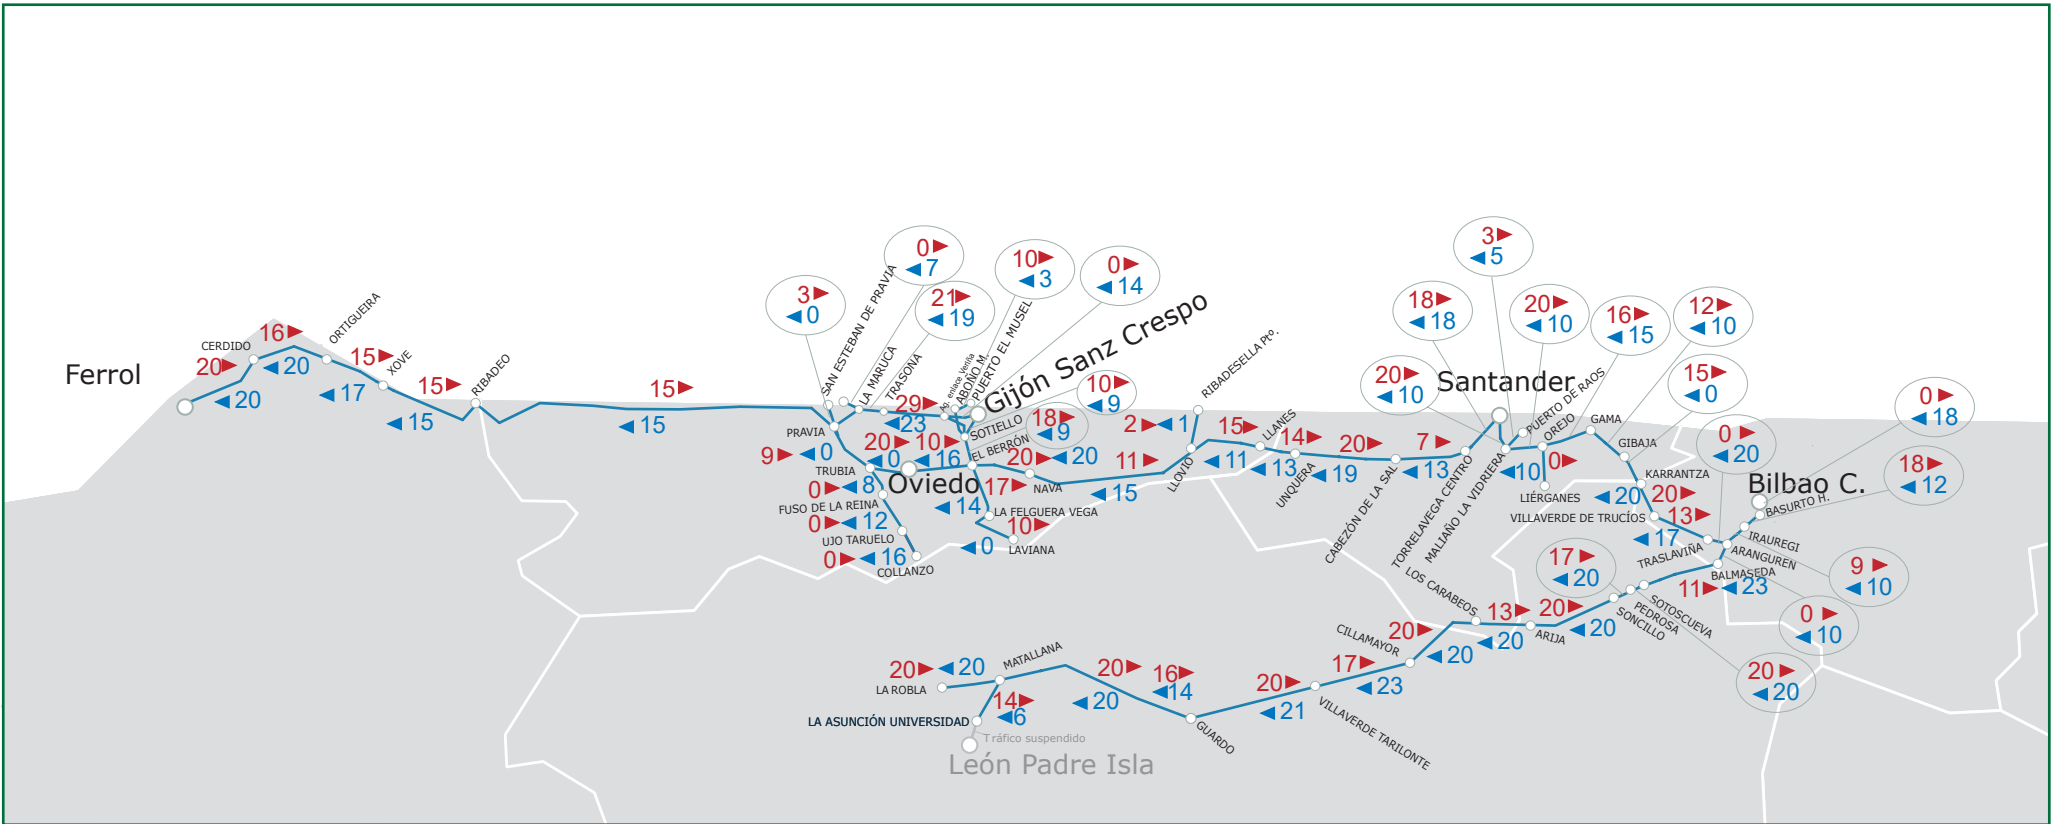 Ferrol
CERDIDO
20▶
◀20
16▶
◀20
ORTIGUEIRA
15▶
◀17
XOVE
15▶
◀15
RIBADEO
15▶
◀15
3▶
◀0
SAN ESTEBAN DE PRAVIA
0▶
◀7
LA MARUCA
21▶
◀19
TRASONA
10▶
◀3
0▶
◀14
Ag. enlace Veriña
ABOÑO M.
PUERTO EL MUSEL
Gijón Sanz Crespo
29▶
◀23
10▶
◀9
18▶
◀9
SOTIELLO
EL BERRÓN
PRAVIA
9▶
◀0
20▶
◀0
10▶
◀16
TRUBIA
Oviedo
0▶
◀8
FUSO DE LA REINA
0▶
◀12
UJO TARUELO
0▶
◀16
COLLANZO
17▶
◀14
LA FELGUERA VEGA
10▶
◀0
LAVIANA
20▶
◀20
NAVA
11▶
◀15
2▶
◀1
RIBADESELLA Ptº.
LLOVIO
15▶
◀11
LLANES
14▶
◀13
UNQUERA
20▶
◀19
CABEZÓN DE LA SAL
7▶
◀13
TORRELAVEGA CENTRO
MALIAÑO LA VIDRIERA
Santander
20▶
◀10
18▶
◀18
3▶
◀5
20▶
◀10
16▶
◀15
12▶
◀10
15▶
◀0
PUERTO DE RAOS
OREJO
0▶
◀10
LIÉRGANES
GAMA
GIBAJA
KARRANTZA
20▶
◀20
VILLAVERDE DE TRUCÍOS
13▶
◀17
TRASLAVIÑA
0▶
◀20
0▶
◀18
18▶
◀12
Bilbao C.
BASURTO H.
IRAUREGI
ARANGUREN
BALMASEDA
9▶
◀10
0▶
◀10
11▶
◀23
17▶
◀20
20▶
◀20
SOTOSCUEVA
PEDROSA
SONCILLO
20▶
◀20
ARIJA
13▶
◀20
LOS CARABEOS
20▶
◀20
CILLAMAYOR
17▶
◀23
VILLAVERDE TARILONTE
20▶
◀21
GUARDO
16▶
◀14
20▶
◀20
MATALLANA
20▶
◀20
LA ROBLA
14▶
◀6
LA ASUNCIÓN UNIVERSIDAD
Tráfico suspendido
León Padre Isla